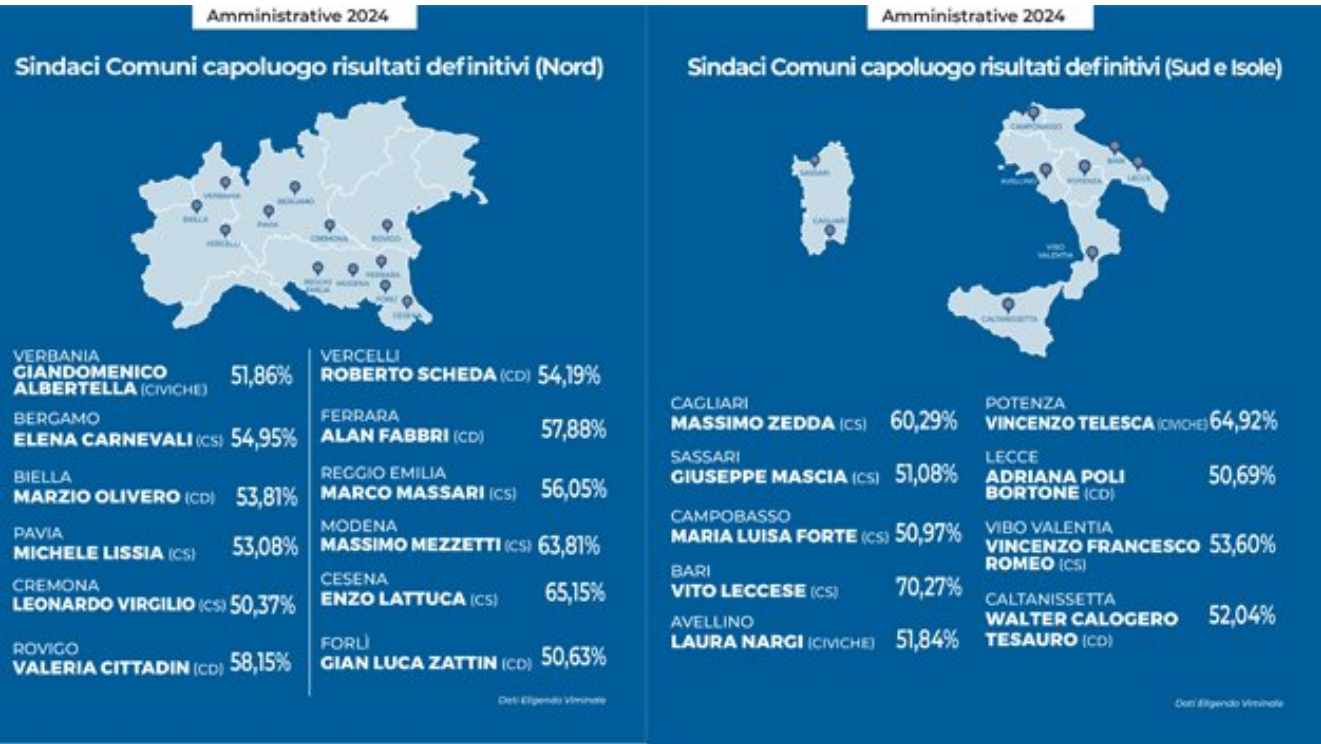 Amministrative 2024
Sindaci Comuni capoluogo risultati definitivi (Nord)
VERBANIA
BERGAMO
BIELLA
PAVIA
VERCELLI
CREMONA
ROVIGO
FERRARA
REGGIO
EMILIA
MODENA
FORLÌ
CESENA
VERBANIA
GIANDOMENICO
ALBERTELLA (CIVICHE)
51,86%
BERGAMO
ELENA CARNEVALI (CS) 54,95%
BIELLA
MARZIO OLIVERO (CD) 53,81%
PAVIA
MICHELE LISSIA (CS) 53,08%
CREMONA
LEONARDO VIRGILIO (CS) 50,37%
ROVIGO
VALERIA CITTADIN (CD) 58,15%
VERCELLI
ROBERTO SCHEDA (CD) 54,19%
FERRARA
ALAN FABBRI (CD) 57,88%
REGGIO EMILIA
MARCO MASSARI (CS) 56,05%
MODENA
MASSIMO MEZZETTI (CS) 63,81%
CESENA
ENZO LATTUCA (CS) 65,15%
FORLÌ
GIAN LUCA ZATTIN (CD) 50,63%
Dati Eligendo Viminale
Amministrative 2024
Sindaci Comuni capoluogo risultati definitivi (Sud e Isole)
CAMPOBASSO
BARI
SASSARI
AVELLINO
POTENZA
LECCE
CAGLIARI
VIBO
VALENTIA
CALTANISSETTA
CAGLIARI
MASSIMO ZEDDA (CS) 60,29%
SASSARI
GIUSEPPE MASCIA (CS) 51,08%
CAMPOBASSO
MARIA LUISA FORTE (CS) 50,97%
BARI
VITO LECCESE (CS) 70,27%
AVELLINO
LAURA NARGI (CIVICHE) 51,84%
POTENZA
VINCENZO TELESCA (CIVICHE) 64,92%
LECCE
ADRIANA POLI
BORTONE (CD)
50,69%
VIBO VALENTIA
VINCENZO FRANCESCO
ROMEO (CS)
53,60%
CALTANISSETTA
WALTER CALOGERO
TESAURO (CD)
52,04%
Dati Eligendo Viminale